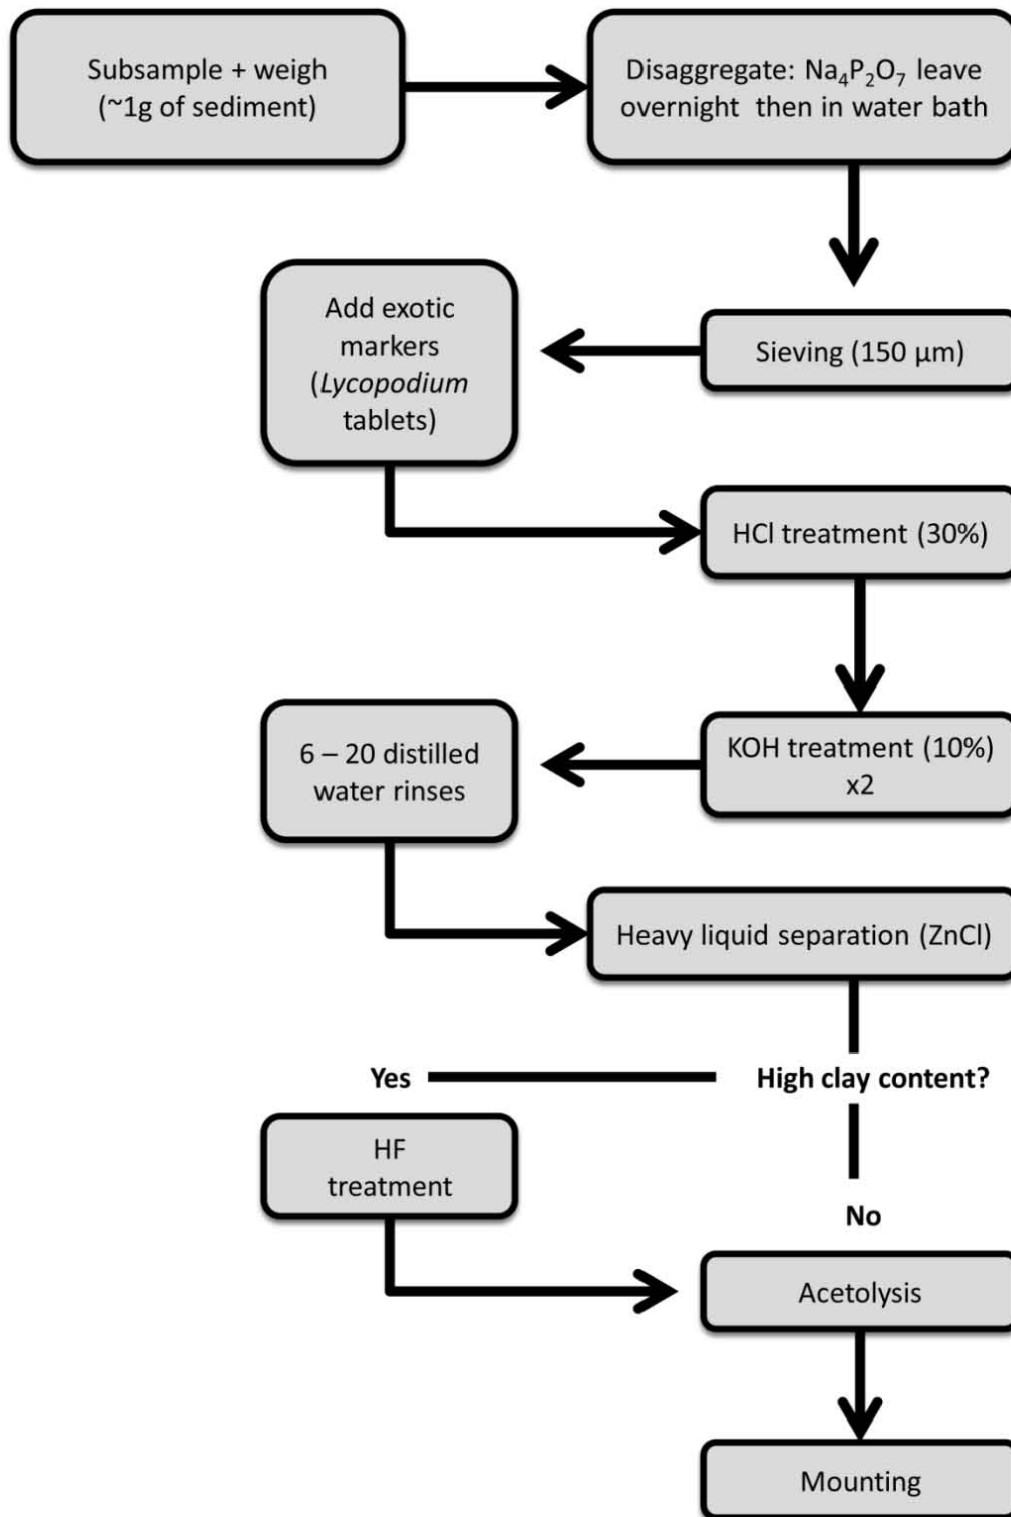 Subsample + weigh
(~1g of sediment)
Disaggregate: Na₄P₂O₇ leave
overnight then in water bath
Sieving (150 µm)
Add exotic
markers
(Lycopodium
tablets)
HCl treatment (30%)
KOH treatment (10%)
x2
6 – 20 distilled
water rinses
Heavy liquid separation (ZnCl)
High clay content?
Yes
HF
treatment
No
Acetolysis
Mounting